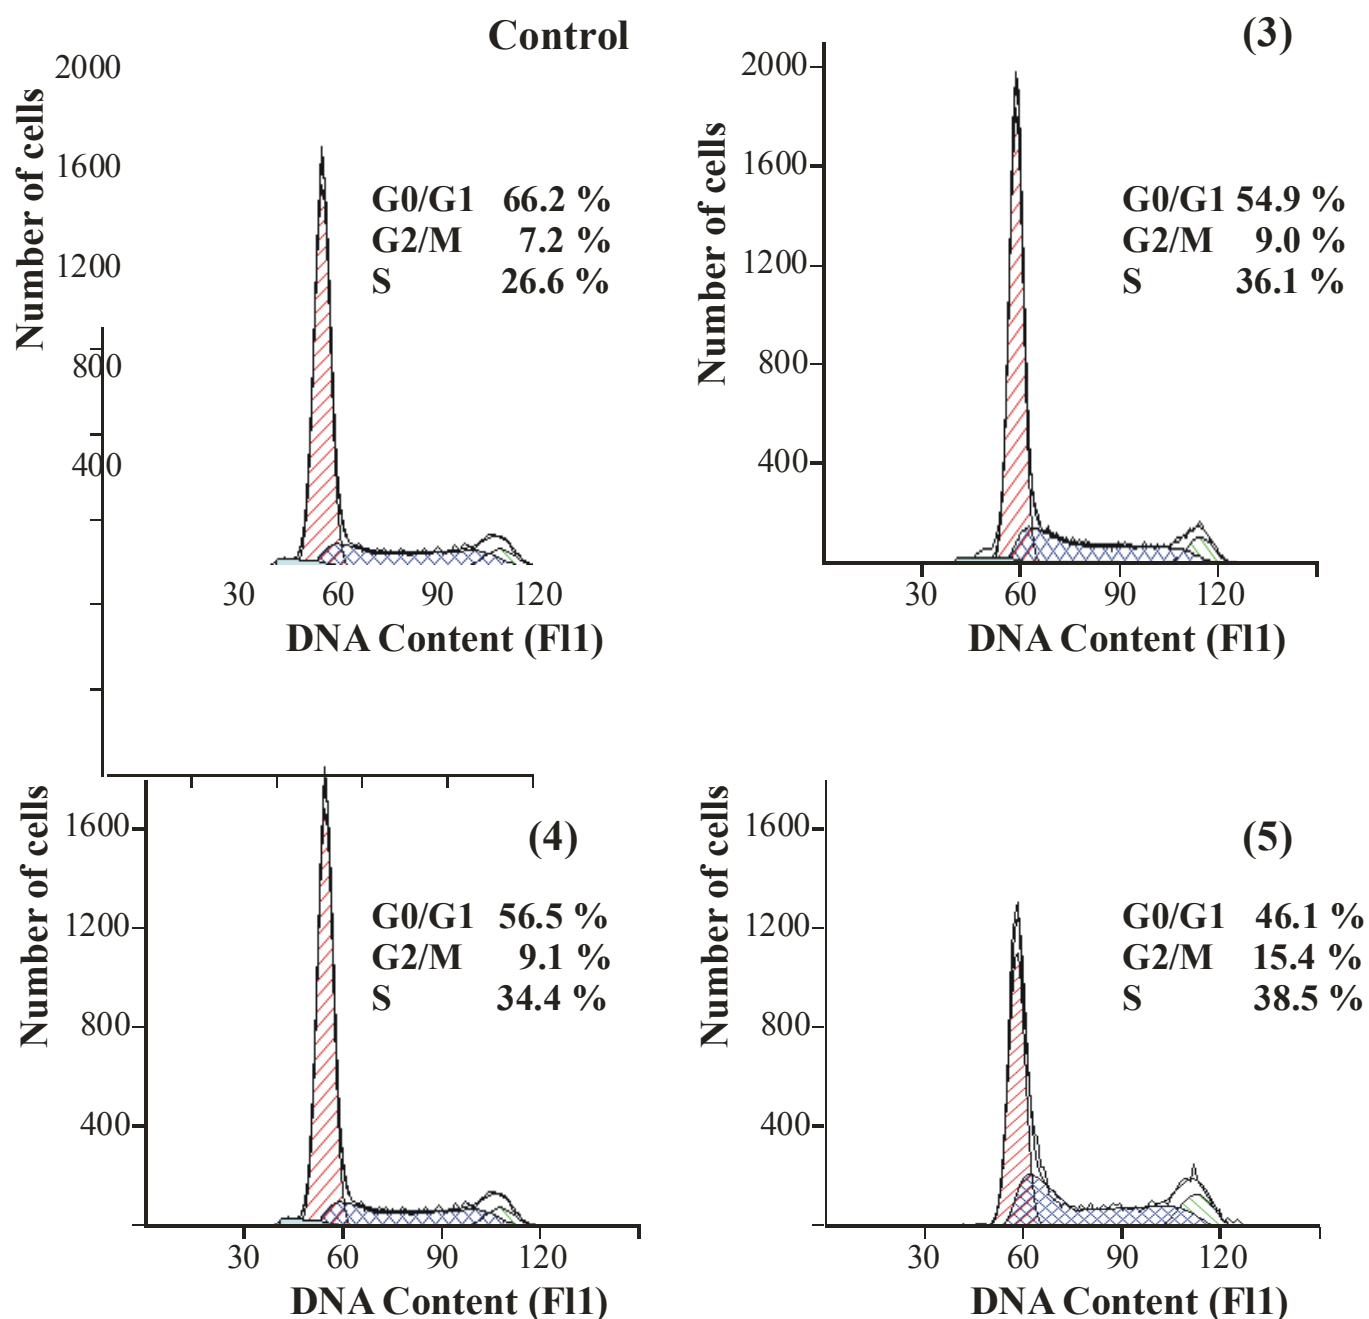 Control
2000
1600
1200
800
400
Number of cells
G0/G1 66.2 %
G2/M 7.2 %
S 26.6 %
30 60 90 120
DNA Content (Fl1)
(3)
2000
1600
1200
800
400
Number of cells
G0/G1 54.9 %
G2/M 9.0 %
S 36.1 %
30 60 90 120
DNA Content (Fl1)
(4)
1600
1200
800
400
Number of cells
G0/G1 56.5 %
G2/M 9.1 %
S 34.4 %
30 60 90 120
DNA Content (Fl1)
(5)
1600
1200
800
400
Number of cells
G0/G1 46.1 %
G2/M 15.4 %
S 38.5 %
30 60 90 120
DNA Content (Fl1)